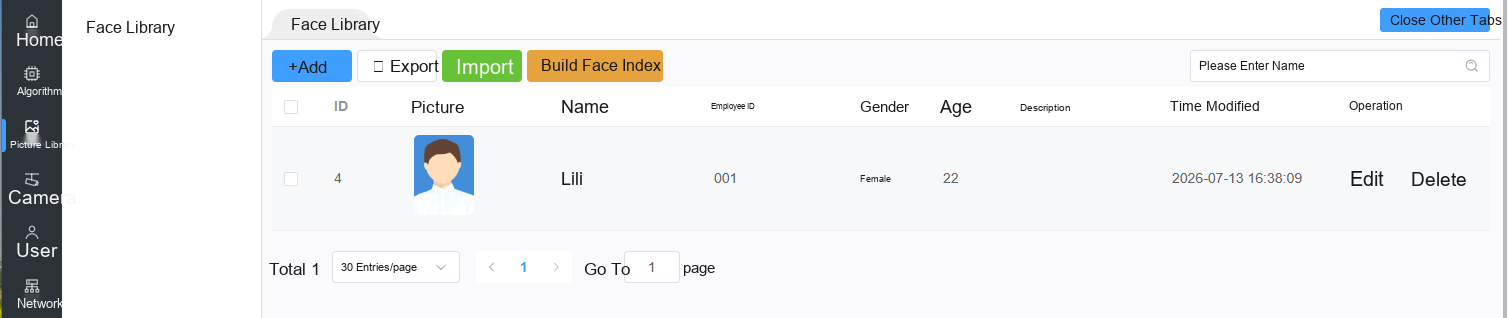 Home
Algorithm
Picture Library
Camera
User
Network
Face Library
Face Library
Close Other Tabs
+Add
Export
Import
Build Face Index
Please Enter Name
ID Picture Name Employee ID Gender Age Description Time Modified Operation
4 Lili 001 Female 22 2026-07-13 16:38:09 Edit Delete
Total 1 30 Entries/page 1 Go To 1 page